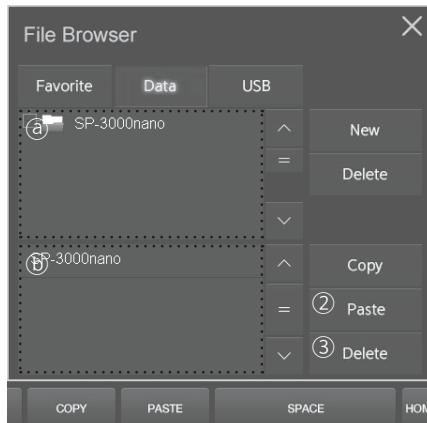 File Browser
Favorite Data USB
ⓐ SP-3000nano
New
Delete
ⓑ SP-3000nano
Copy
② Paste
③ Delete
COPY PASTE SPACE HOM